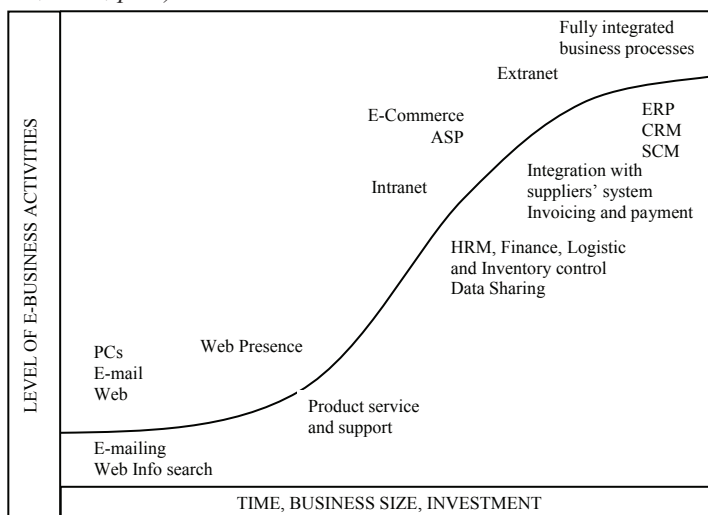 Fully integrated
business processes
Extranet
E-Commerce
ASP
ERP
CRM
SCM
Intranet
Integration with
suppliers' system
Invoicing and payment
HRM, Finance, Logistic
and Inventory control
Data Sharing
Web Presence
PCs
E-mail
Web
Product service
and support
E-mailing
Web Info search
LEVEL OF E-BUSINESS ACTIVITIES
TIME, BUSINESS SIZE, INVESTMENT